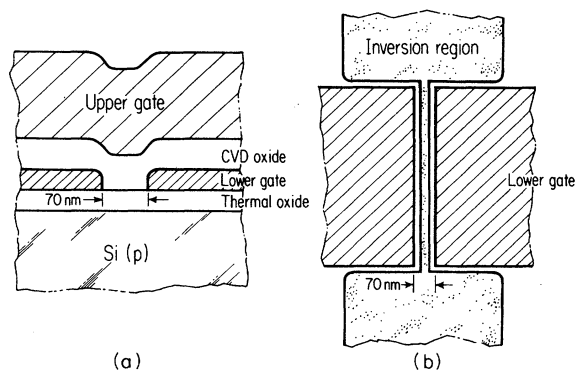 Upper gate
CVD oxide
Lower gate
70 nm
Thermal oxide
Si (p)
(a)
Inversion region
Lower gate
70 nm
(b)